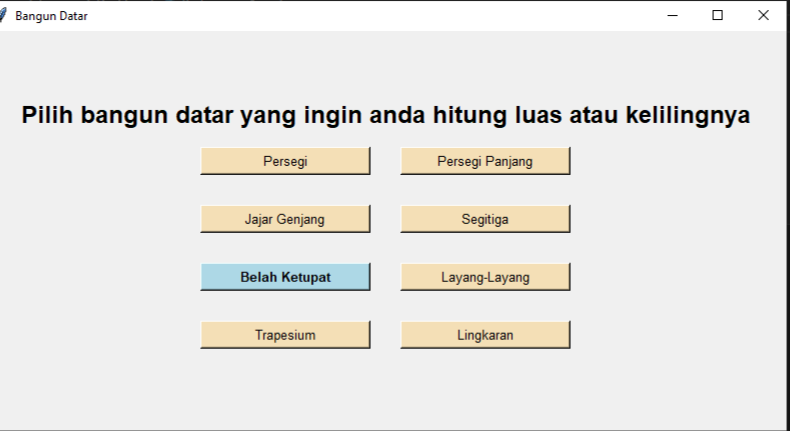 Bangun Datar
Pilih bangun datar yang ingin anda hitung luas atau kelilingnya
Persegi
Persegi Panjang
Jajar Genjang
Segitiga
Belah Ketupat
Layang-Layang
Trapesium
Lingkaran